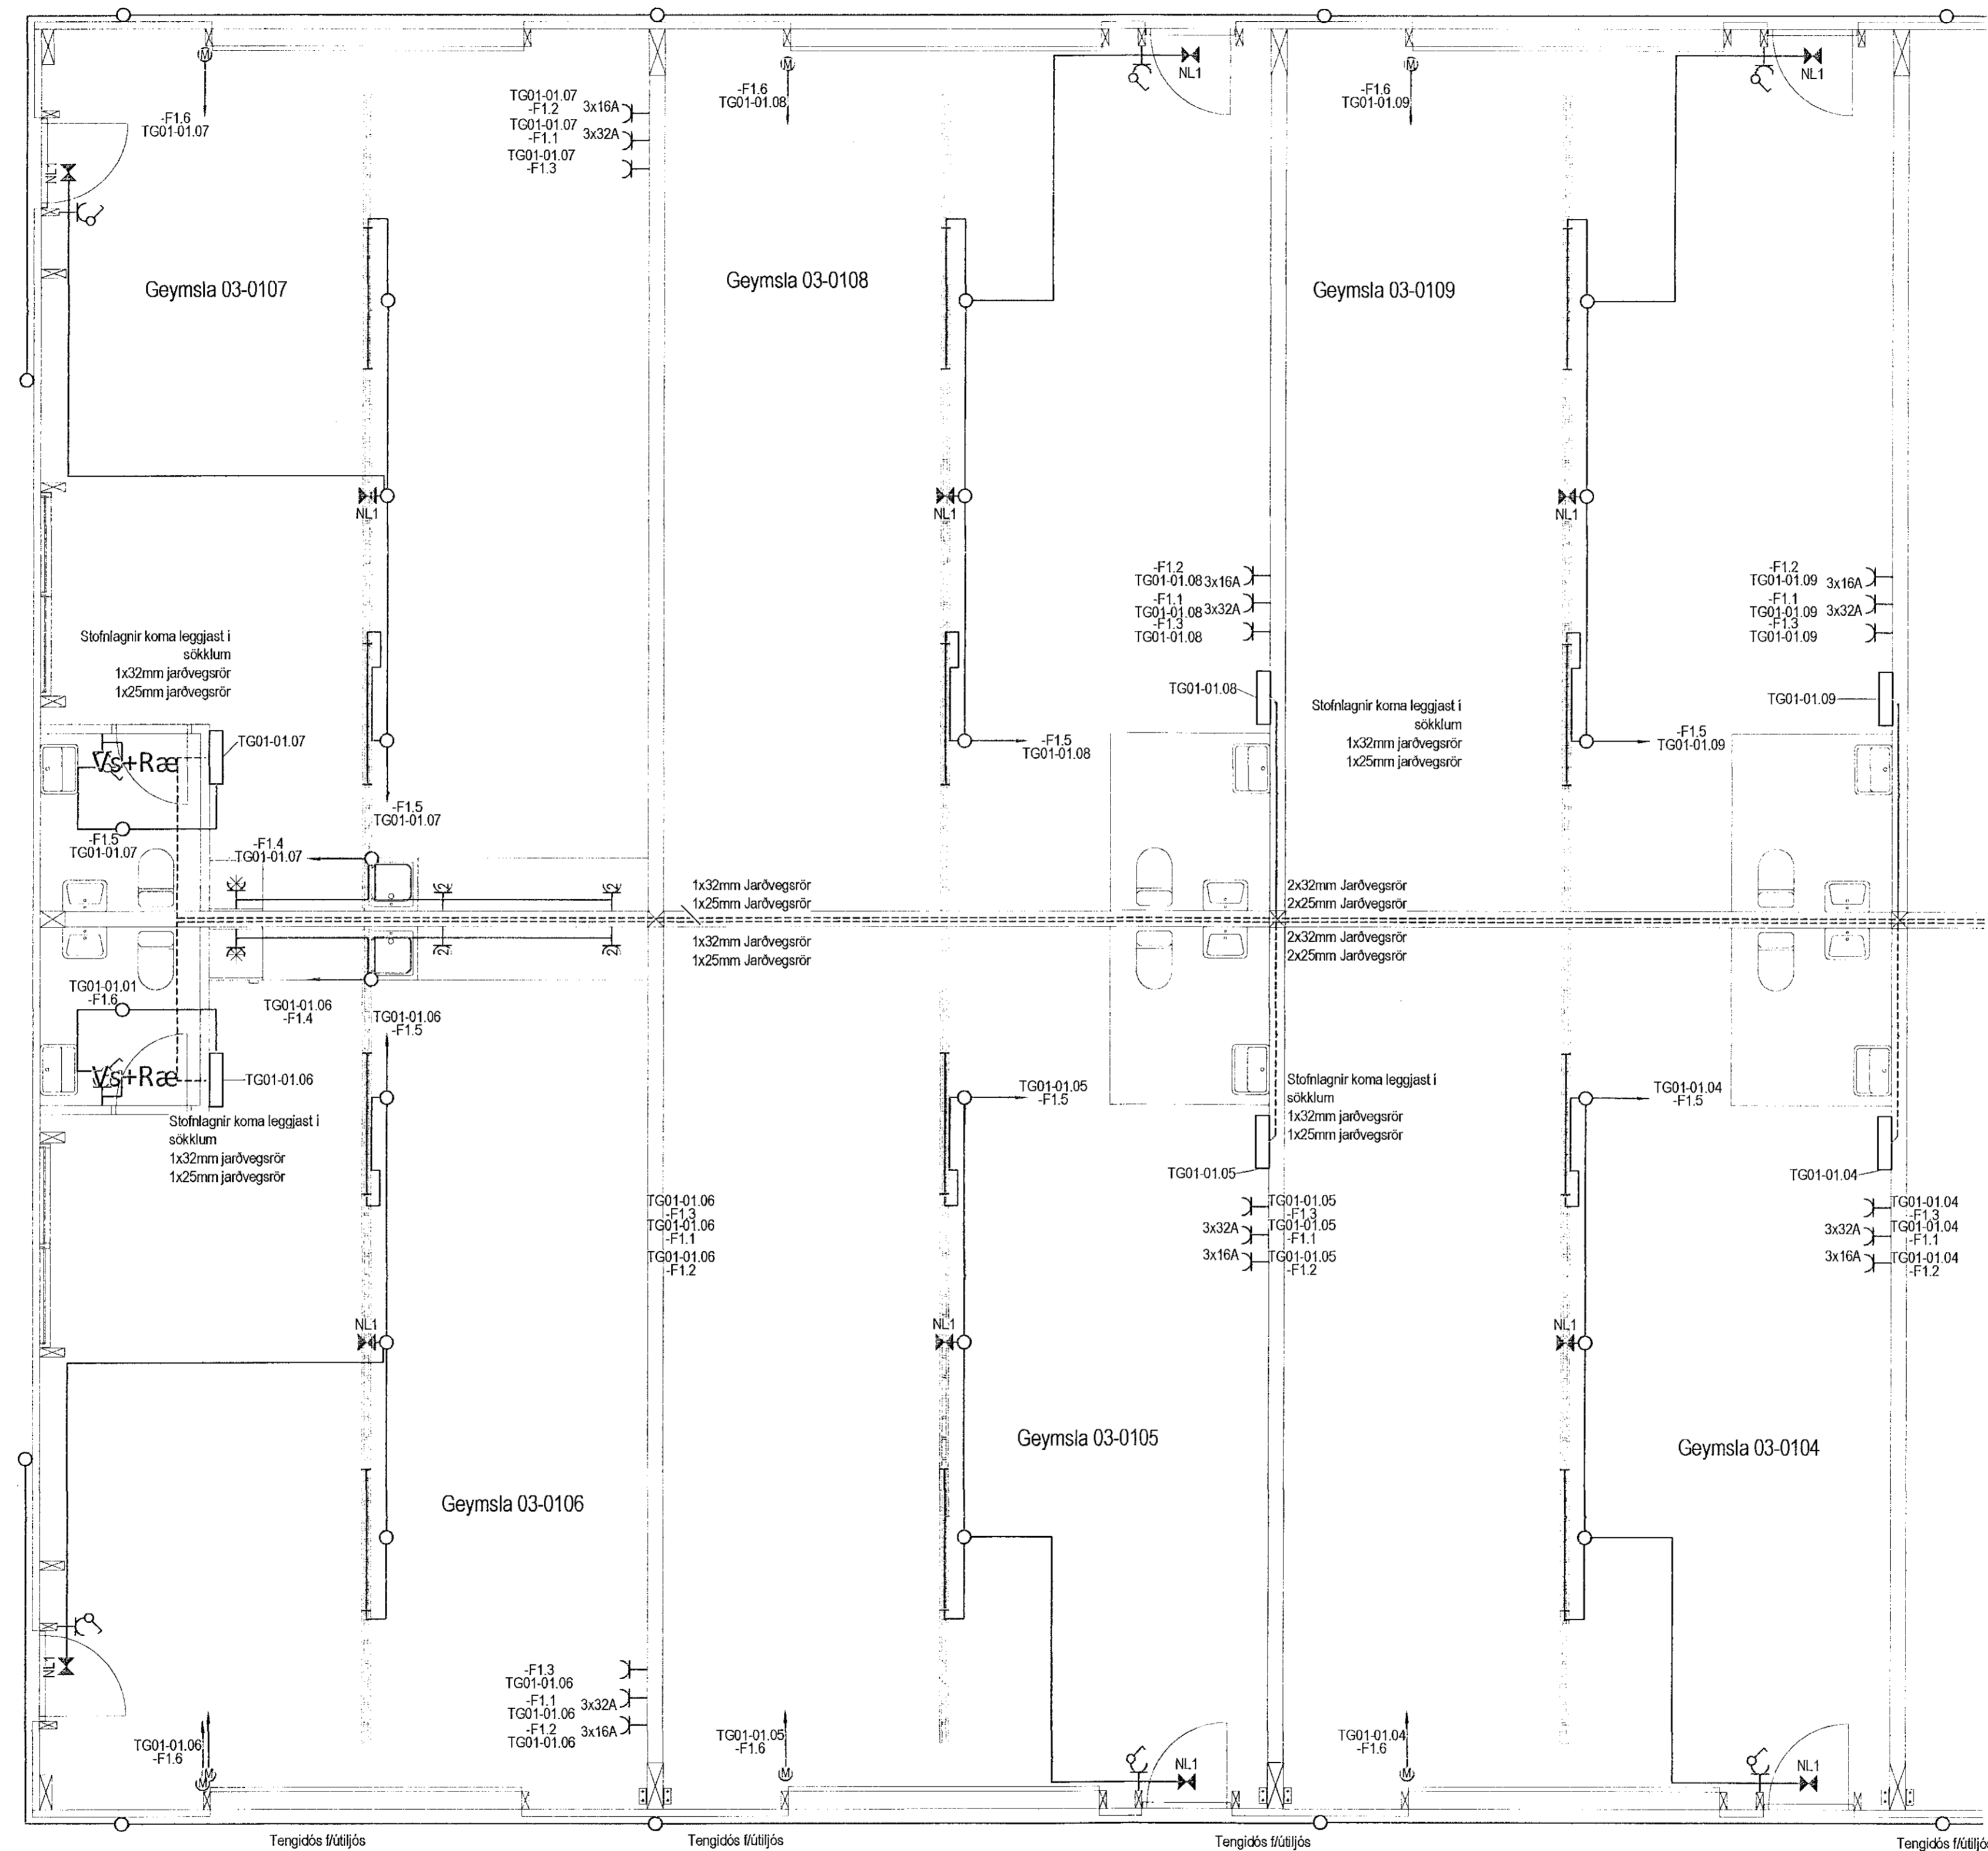 NL1
NL1
-F1.6
TG01-01.07
TG01-01.07
-F1.2
3x16A
TG01-01.07
-F1.1
3x32A
TG01-01.07
-F1.3
-F1.6
TG01-01.08
-F1.6
TG01-01.09
NL1
Geymsla 03-0107
Geymsla 03-0108
Geymsla 03-0109
NL1
NL1
NL1
-F1.2
TG01-01.08 3x16A
-F1.1
TG01-01.08 3x32A
-F1.3
TG01-01.08
-F1.2
TG01-01.09 3x16A
-F1.1
TG01-01.09 3x32A
-F1.3
TG01-01.09
Stofnlagnir koma leggjast í
sökklum
1x32mm jarðvegsrör
1x25mm jarðvegsrör
TG01-01.08
Stofnlagnir koma leggjast í
sökklum
1x32mm jarðvegsrör
1x25mm jarðvegsrör
TG01-01.09
TG01-01.07
Vs+Ræ
-F1.5
TG01-01.08
-F1.5
TG01-01.09
-F1.5
TG01-01.07
-F1.5
TG01-01.07
-F1.4
TG01-01.07
2
2
1x32mm Jarðvegsrör
1x25mm Jarðvegsrör
2x32mm Jarðvegsrör
2x25mm Jarðvegsrör
1x32mm Jarðvegsrör
1x25mm Jarðvegsrör
2x32mm Jarðvegsrör
2x25mm Jarðvegsrör
2
2
TG01-01.01
-F1.6
TG01-01.06
-F1.4
TG01-01.06
-F1.5
Vs+Ræ
TG01-01.06
Stofnlagnir koma leggjast í
sökklum
1x32mm jarðvegsrör
1x25mm jarðvegsrör
TG01-01.05
-F1.5
Stofnlagnir koma leggjast í
sökklum
1x32mm jarðvegsrör
1x25mm jarðvegsrör
TG01-01.04
-F1.5
TG01-01.05
TG01-01.04
TG01-01.06
-F1.3
TG01-01.06
-F1.1
TG01-01.06
-F1.2
TG01-01.05
-F1.3
3x32A TG01-01.05
-F1.1
3x16A TG01-01.05
-F1.2
TG01-01.04
-F1.3
3x32A TG01-01.04
-F1.1
3x16A TG01-01.04
-F1.2
NL1
NL1
NL1
Geymsla 03-0106
Geymsla 03-0105
Geymsla 03-0104
NL1
-F1.3
TG01-01.06
-F1.1
TG01-01.06
3x32A
-F1.2
TG01-01.06
3x16A
TG01-01.06
-F1.6
TG01-01.05
-F1.6
TG01-01.04
-F1.6
NL1
NL1
M
M
M
M
M
M
M
Tengidós f/útiljós
Tengidós f/útiljós
Tengidós f/útiljós
Tengidós f/útiljós